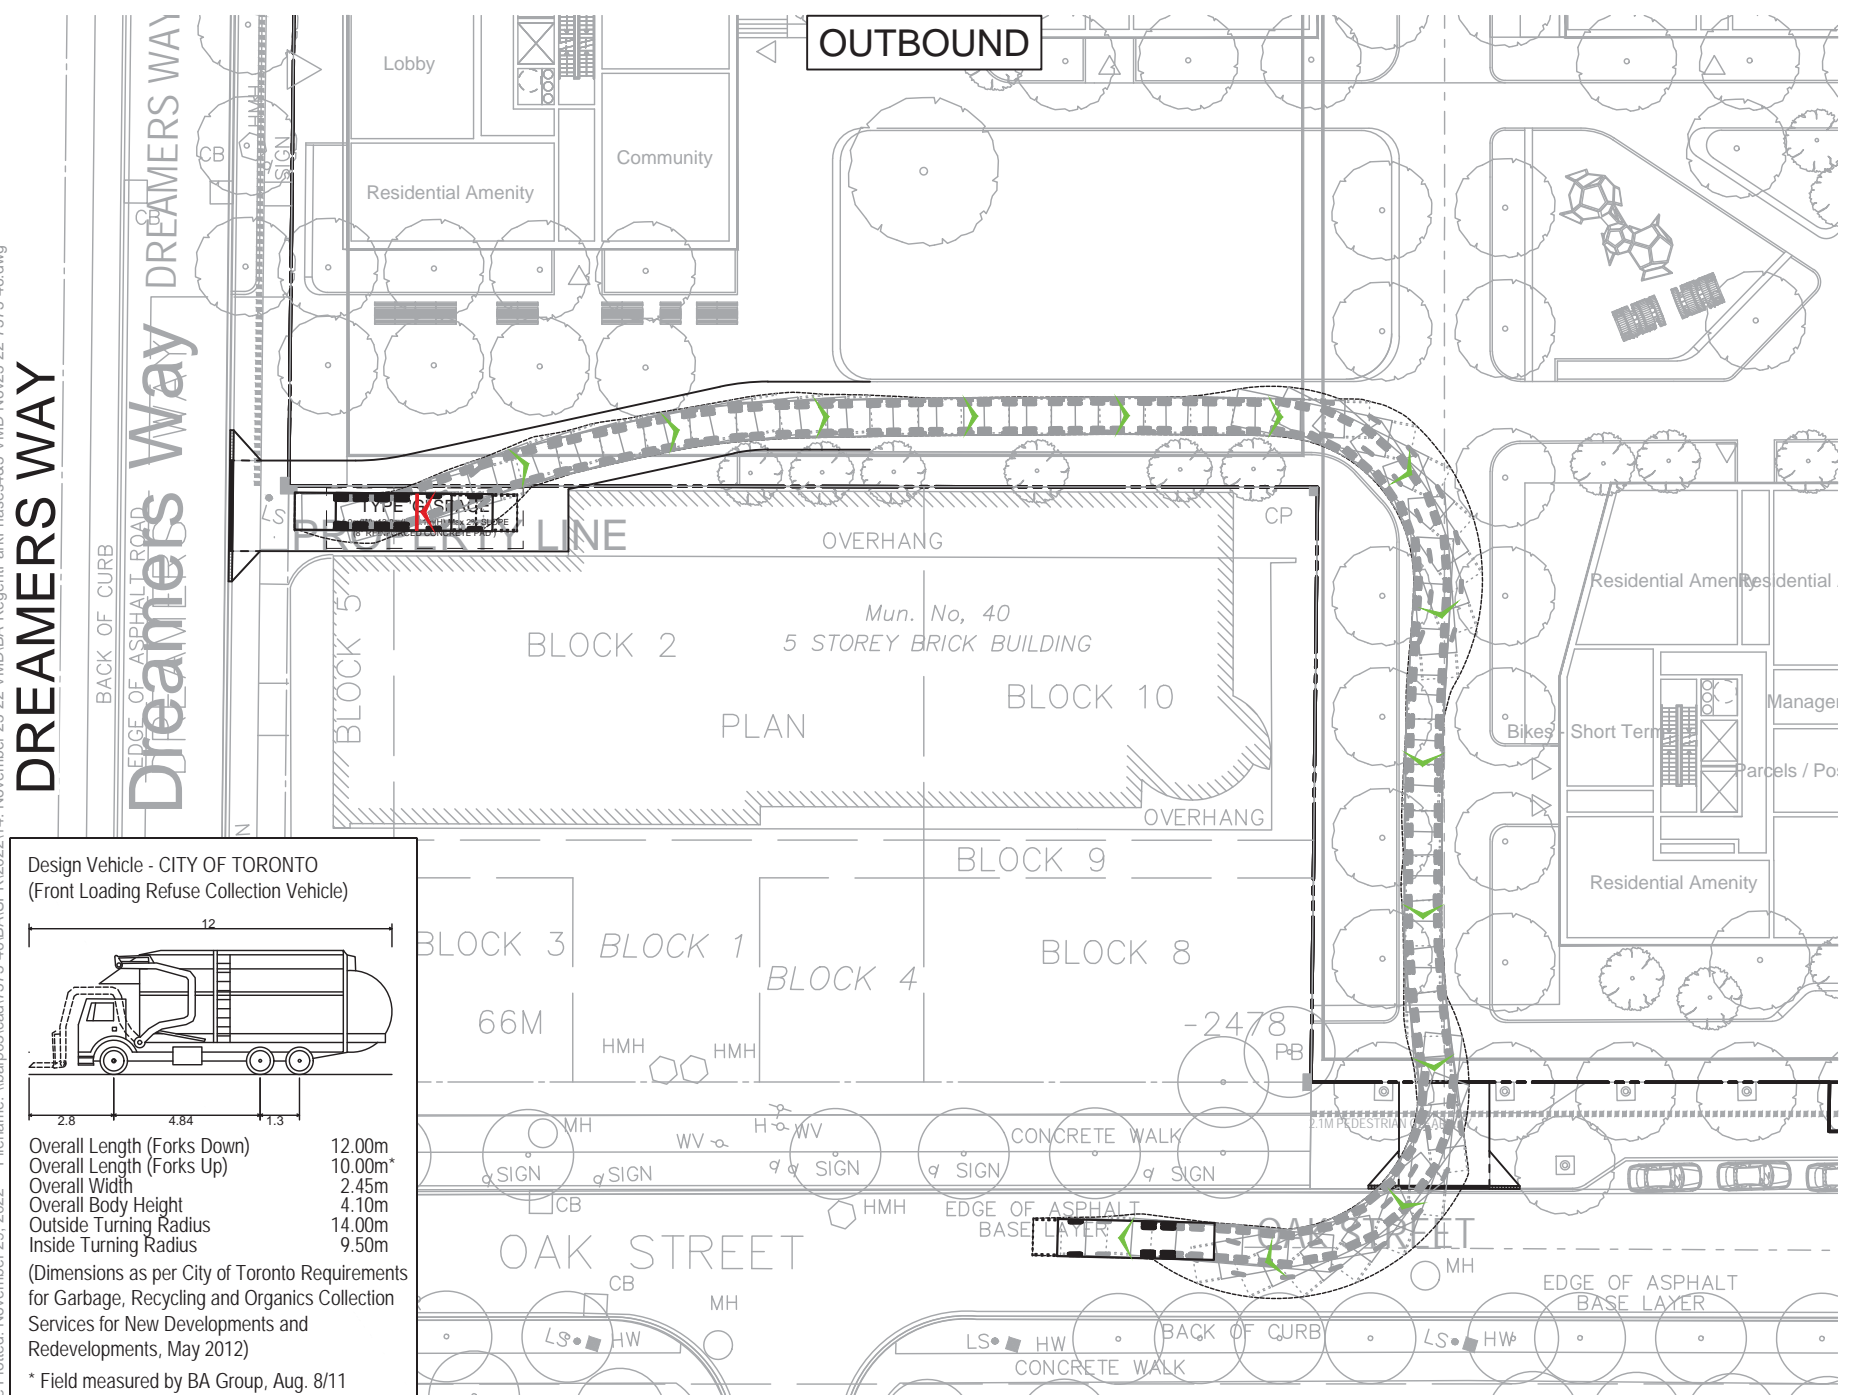 OUTBOUND
Lobby
Community
Residential Amenity
HMH
SIGN
CB
CB
DREAMERS WAY
DREAMERS WAY
Dreamers Way
BACK OF CURB
EDGE OF ASPHALT ROAD
LS
TYPE G SPACE
(8" REINFORCED CONCRETE PAD)
PROPERTY LINE
OVERHANG
CP
Mun. No, 40
5 STOREY BRICK BUILDING
BLOCK 5
BLOCK 2
BLOCK 10
PLAN
OVERHANG
Residential Amenity
Residential
Manager
Bikes - Short Term
Parcels / Pos
Residential Amenity
BLOCK 9
BLOCK 3
BLOCK 1
BLOCK 4
BLOCK 8
66M
-2478
PB
HMH
HMH
MH
WV
H
WV
CONCRETE WALK
2.1M PEDESTRIAN
SIGN
SIGN
SIGN
SIGN
SIGN
CB
HMH
EDGE OF ASPHALT
BASE LAYER
OAK STREET
OAK STREET
MH
CB
MH
EDGE OF ASPHALT
BASE LAYER
LS
HW
LS
HW
BACK OF CURB
LS
HW
CONCRETE WALK
Design Vehicle - CITY OF TORONTO
(Front Loading Refuse Collection Vehicle)
12
2.8 4.84 1.3
Overall Length (Forks Down) 12.00m
Overall Length (Forks Up) 10.00m*
Overall Width 2.45m
Overall Body Height 4.10m
Outside Turning Radius 14.00m
Inside Turning Radius 9.50m
(Dimensions as per City of Toronto Requirements
for Garbage, Recycling and Organics Collection
Services for New Developments and
Redevelopments, May 2012)
* Field measured by BA Group, Aug. 8/11